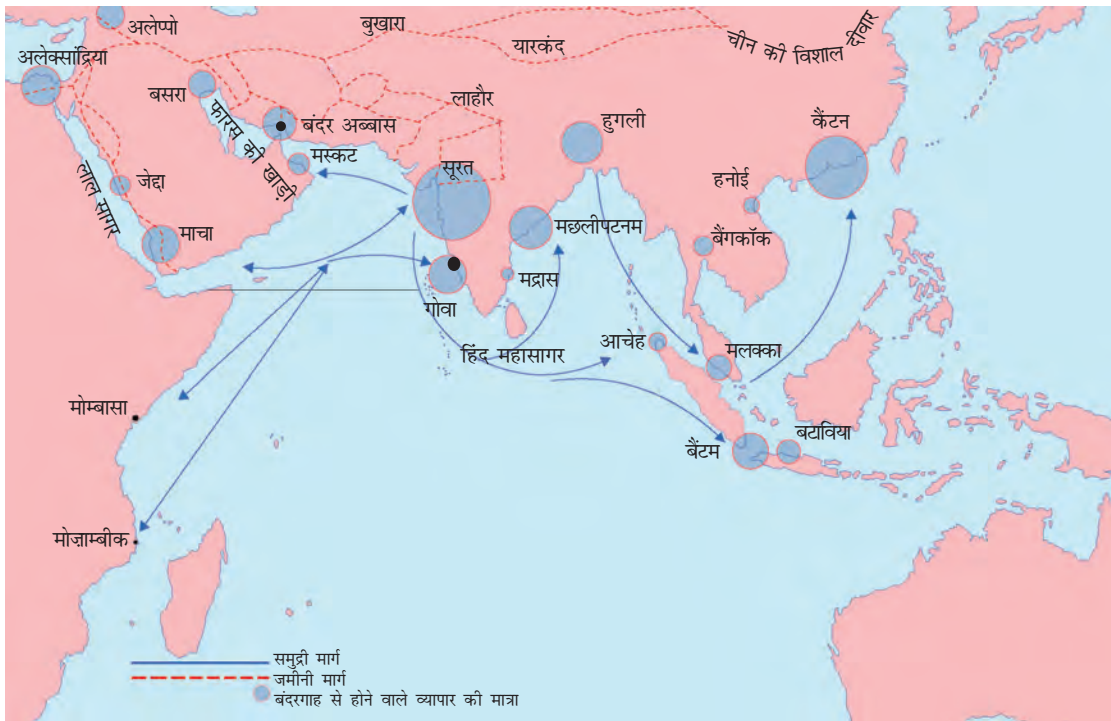 अलेप्पो
बुखारा
यारकंद
चीन की विशाल दीवार
अलेक्सांद्रिया
बसरा
फारस की खाड़ी
बंदर अब्बास
लाहौर
हुगली
कैंटन
मस्कट
सूरत
लाल सागर
जेद्दा
हनोई
माचा
मछलीपटनम
बैंगकॉक
मद्रास
गोवा
हिंद महासागर
आचेह
मलक्का
मोम्बासा
बैंटम
बटाविया
मोज़ाम्बीक
समुद्री मार्ग
जमीनी मार्ग
बंदरगाह से होने वाले व्यापार की मात्रा